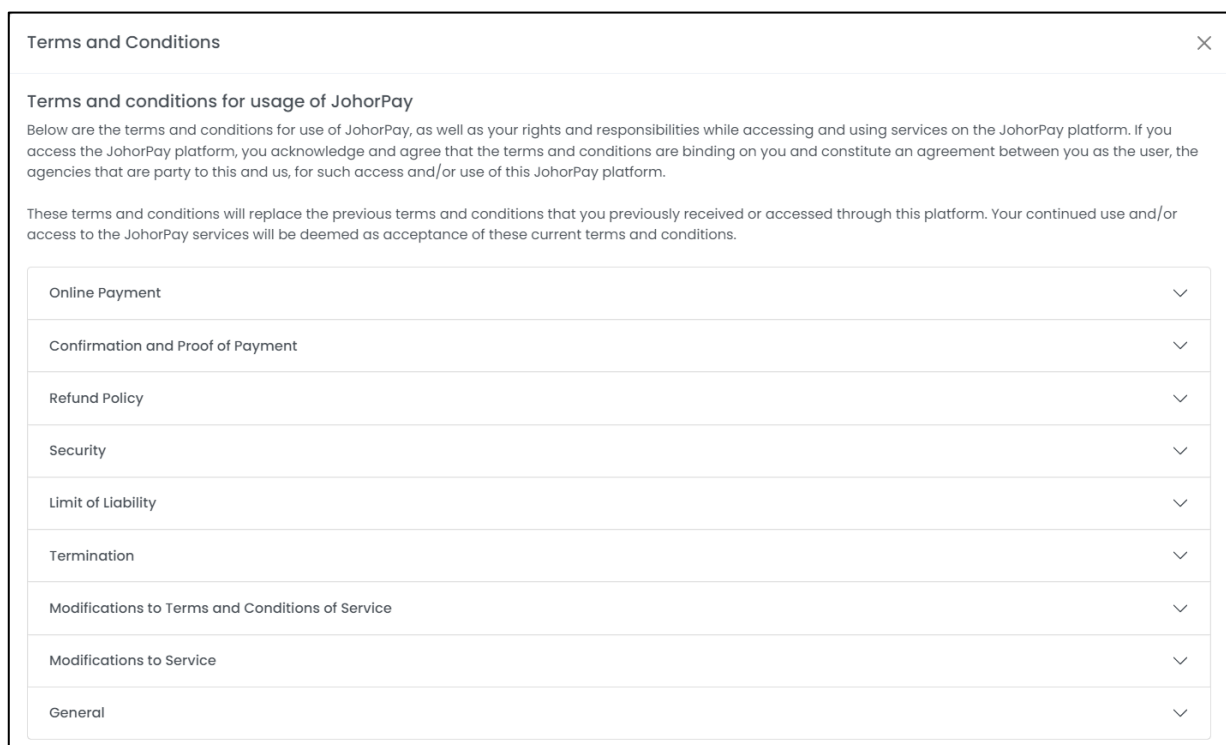 Terms and Conditions
Terms and conditions for usage of JohorPay
Below are the terms and conditions for use of JohorPay, as well as your rights and responsibilities while accessing and using services on the JohorPay platform. If you
access the JohorPay platform, you acknowledge and agree that the terms and conditions are binding on you and constitute an agreement between you as the user, the
agencies that are party to this and us, for such access and/or use of this JohorPay platform.
These terms and conditions will replace the previous terms and conditions that you previously received or accessed through this platform. Your continued use and/or
access to the JohorPay services will be deemed as acceptance of these current terms and conditions.
Online Payment
Confirmation and Proof of Payment
Refund Policy
Security
Limit of Liability
Termination
Modifications to Terms and Conditions of Service
Modifications to Service
General